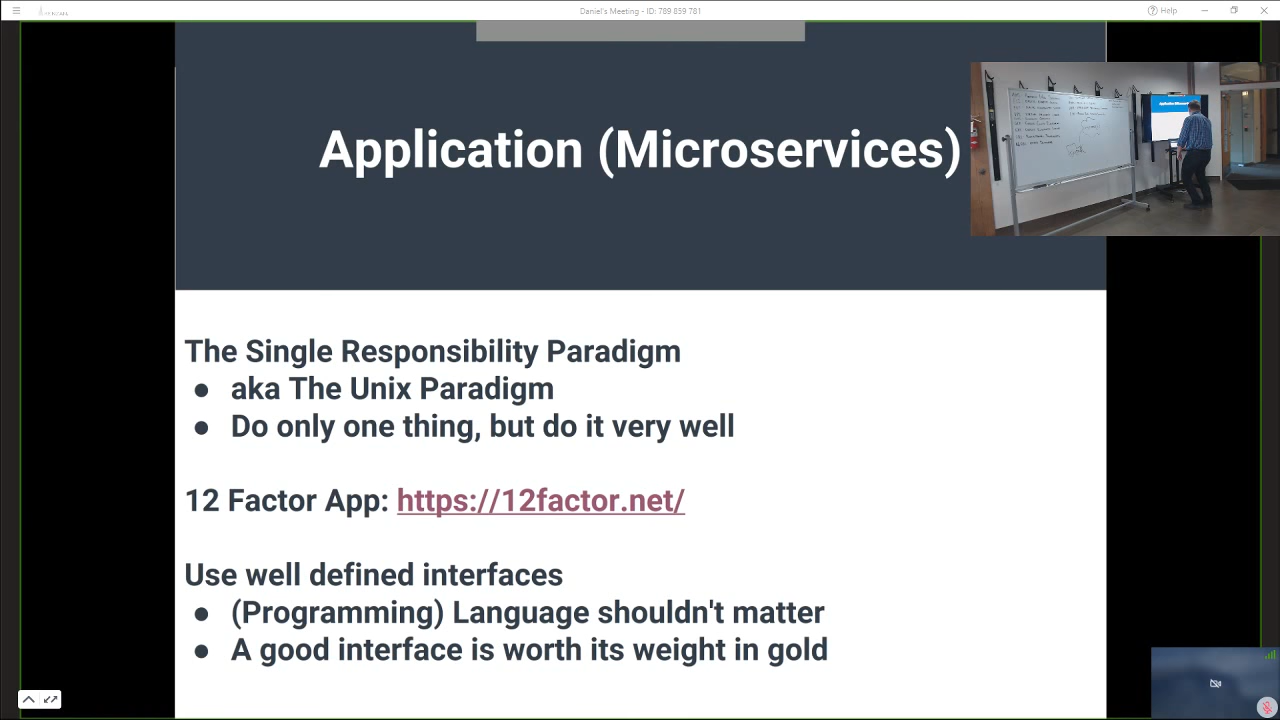 Daniel's Meeting - ID: 789 859 781
Help
Application (Microservices)
The Single Responsibility Paradigm
● aka The Unix Paradigm
● Do only one thing, but do it very well
12 Factor App: https://12factor.net/
Use well defined interfaces
● (Programming) Language shouldn't matter
● A good interface is worth its weight in gold